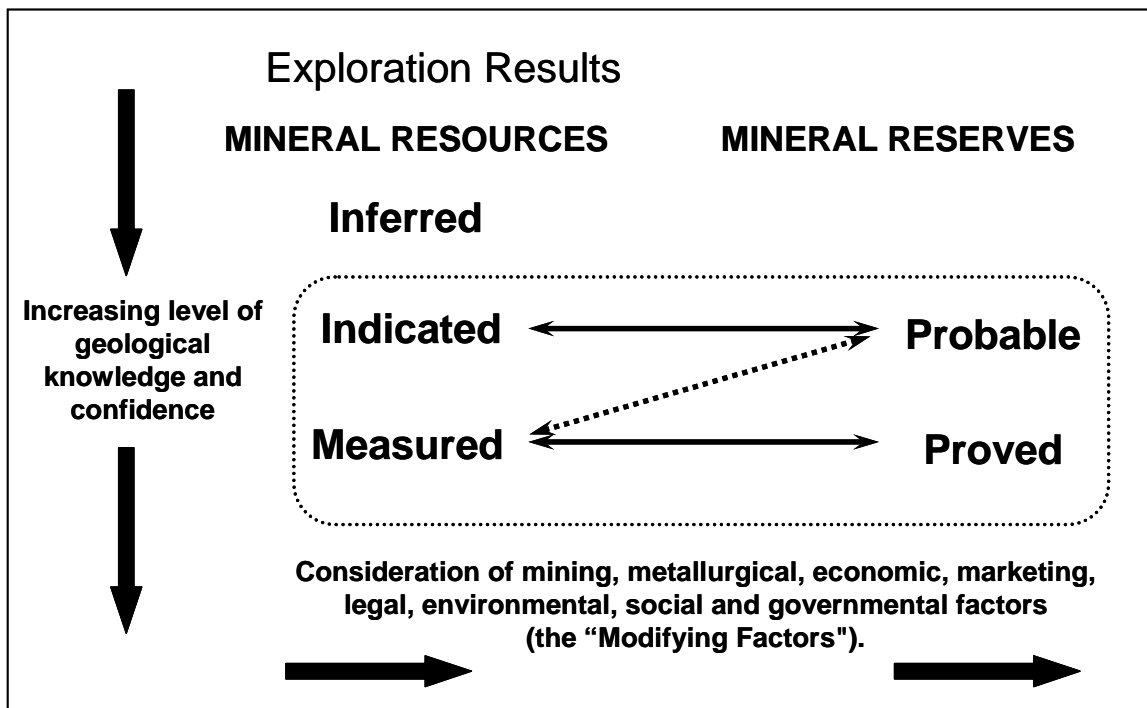 Exploration Results
MINERAL RESOURCES
MINERAL RESERVES
Inferred
Increasing level of
geological
knowledge and
confidence
Indicated
Probable
Measured
Proved
Consideration of mining, metallurgical, economic, marketing,
legal, environmental, social and governmental factors
(the “Modifying Factors").